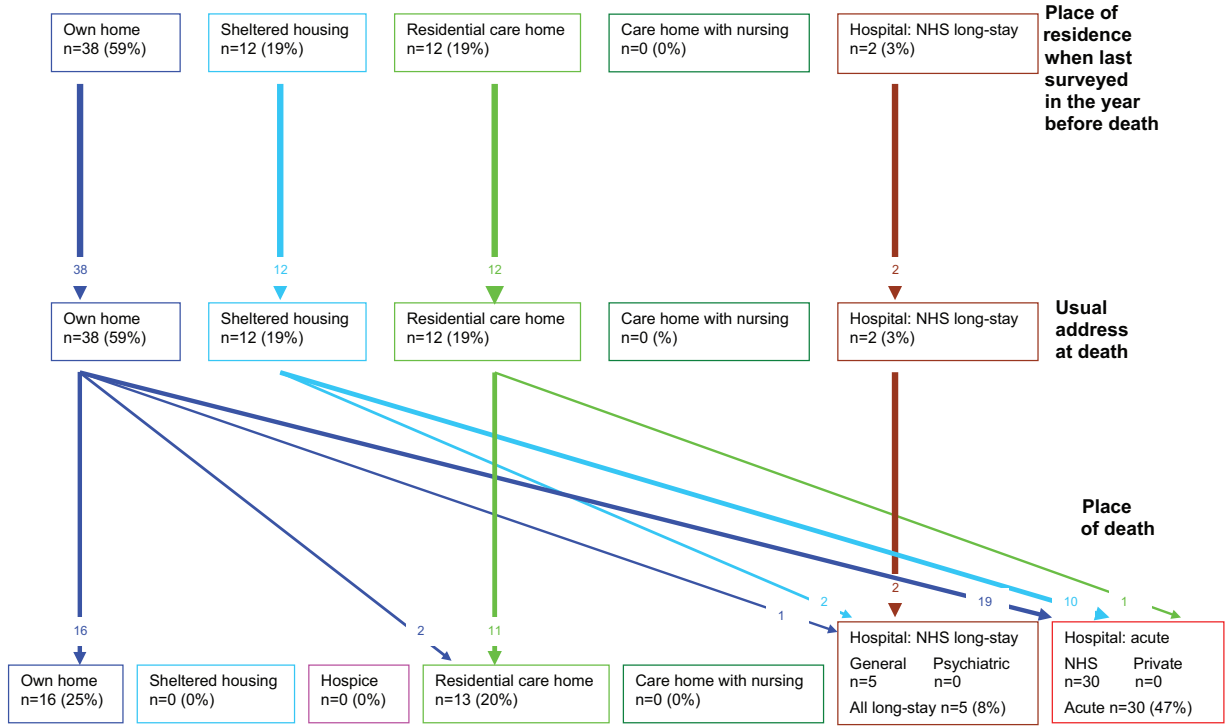 Own home
n=38 (59%)
Sheltered housing
n=12 (19%)
Residential care home
n=12 (19%)
Care home with nursing
n=0 (0%)
Hospital: NHS long-stay
n=2 (3%)
Place of
residence
when last
surveyed
in the year
before death
38
12
12
2
Own home
n=38 (59%)
Sheltered housing
n=12 (19%)
Residential care home
n=12 (19%)
Care home with nursing
n=0 (%)
Hospital: NHS long-stay
n=2 (3%)
Usual
address
at death
Place
of death
16
2
11
1
2
2
19
10
1
Own home
n=16 (25%)
Sheltered housing
n=0 (0%)
Hospice
n=0 (0%)
Residential care home
n=13 (20%)
Care home with nursing
n=0 (0%)
Hospital: NHS long-stay
General Psychiatric
n=5 n=0
All long-stay n=5 (8%)
Hospital: acute
NHS Private
n=30 n=0
Acute n=30 (47%)